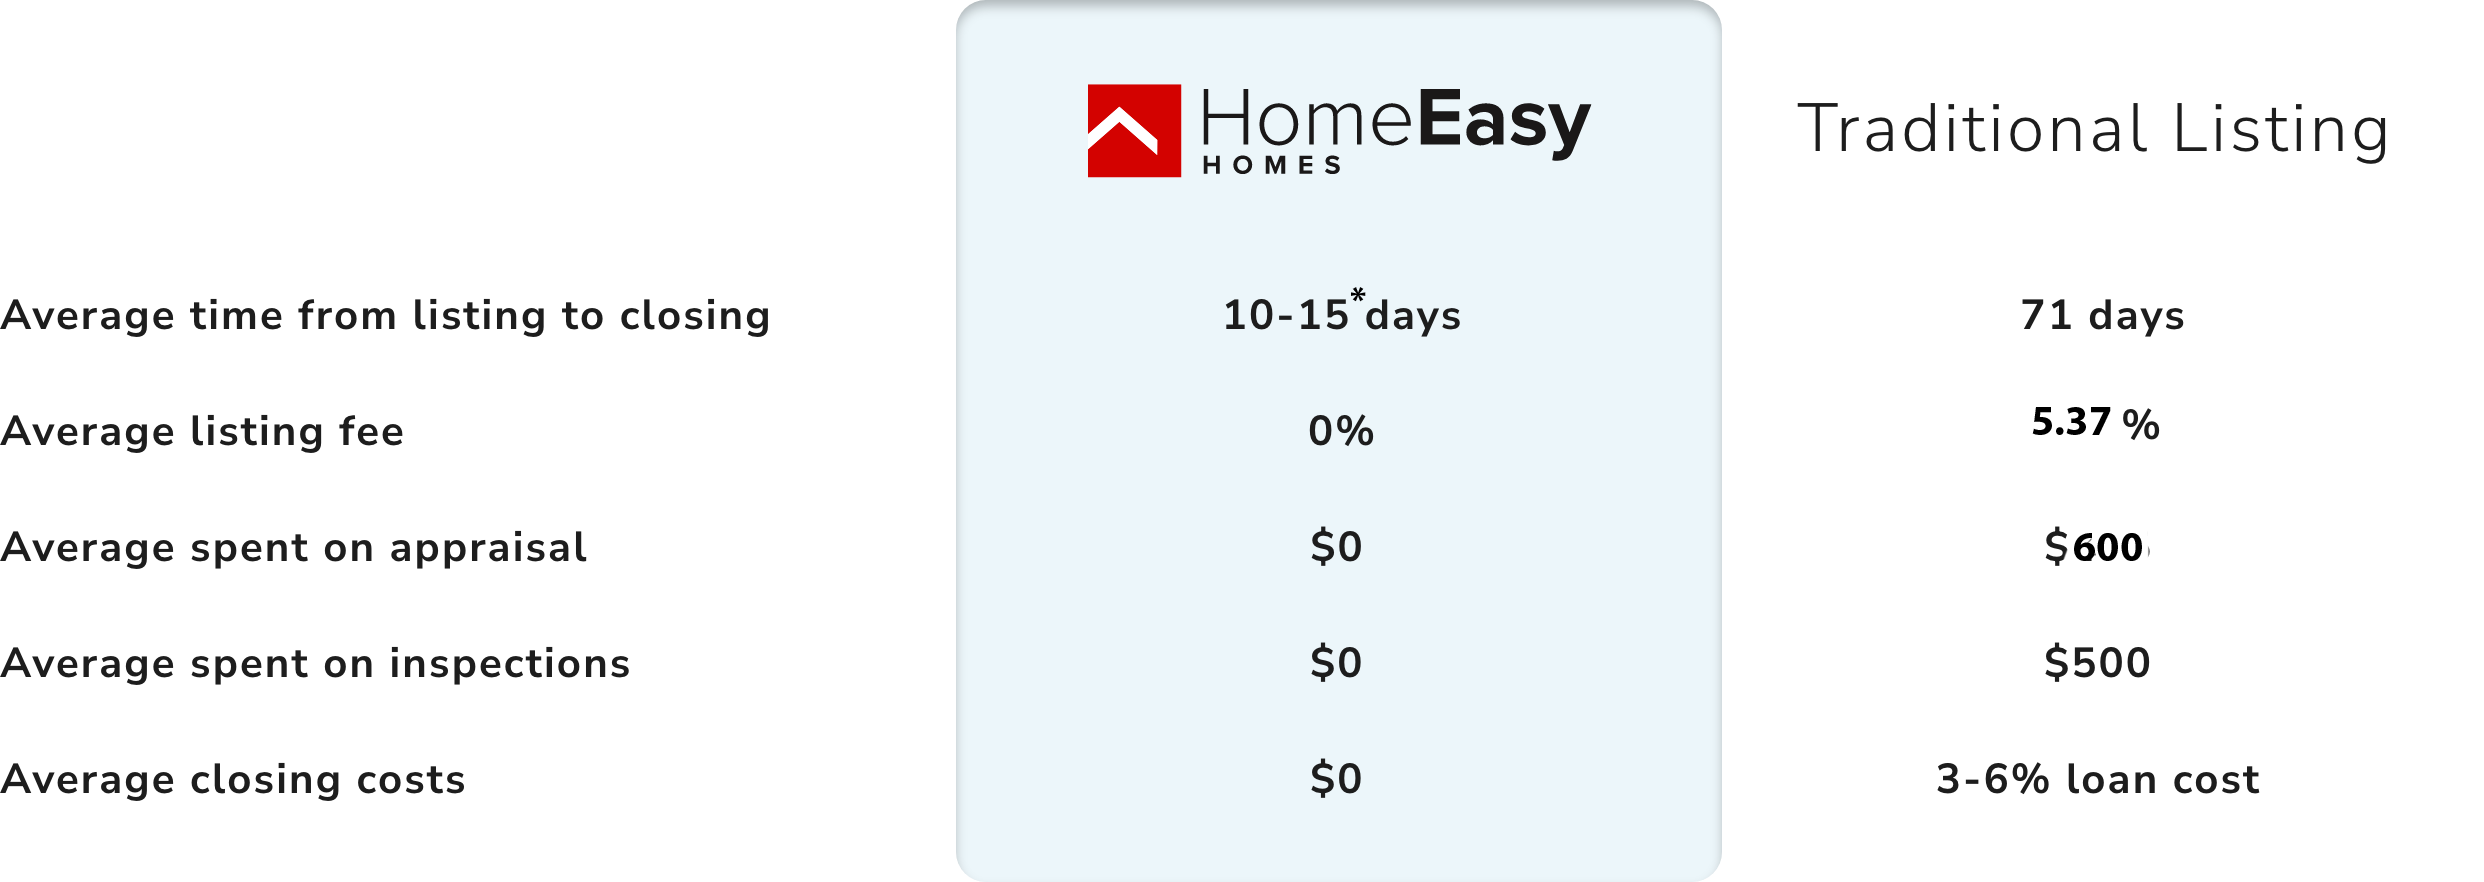 HomeEasy
HOMES
Traditional Listing
Average time from listing to closing 10-15*days 71 days
Average listing fee 0% 5.37 %
Average spent on appraisal $0 $600
Average spent on inspections $0 $500
Average closing costs $0 3-6% loan cost